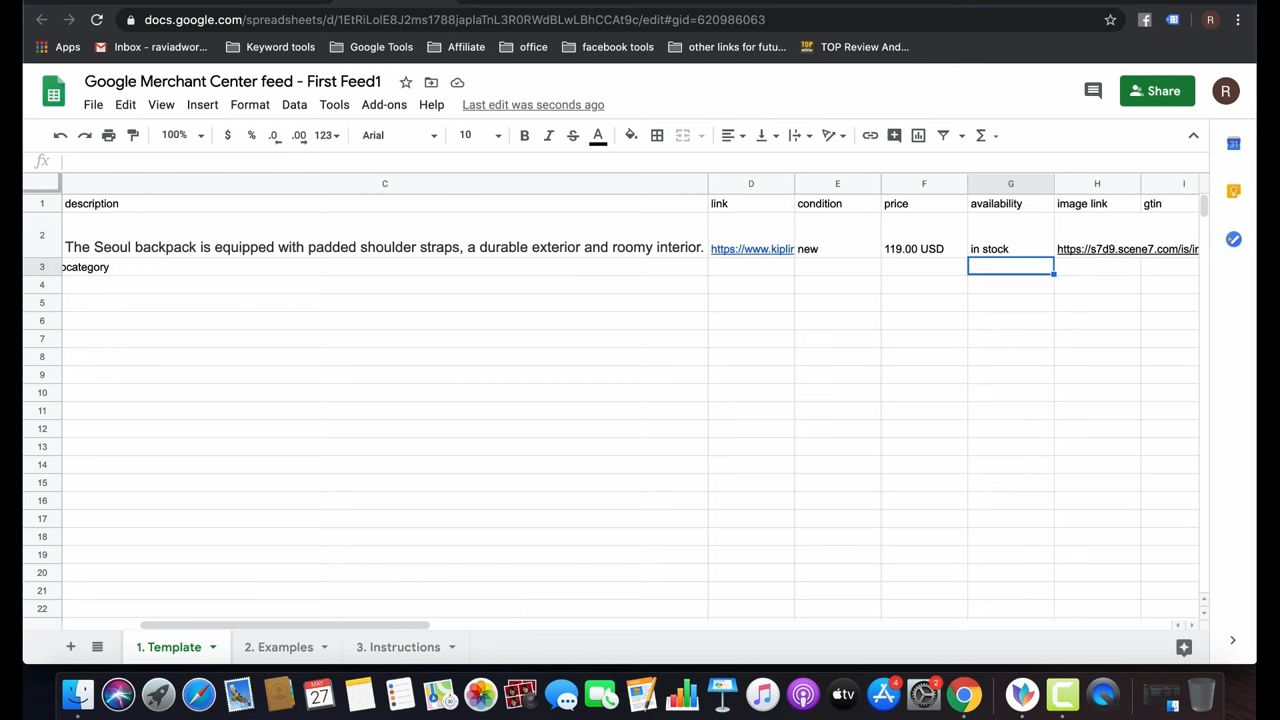 docs.google.com/spreadsheets/d/1EtRiLolE8J2ms1788japlaTnL3R0RWdBLwLBhCCAt9c/edit#gid=620986063
R
Apps
Inbox - raviadwor...
Keyword tools
Google Tools
Affiliate
office
facebook tools
other links for futu...
TOP Review And...
Google Merchant Center feed - First Feed1
File Edit View Insert Format Data Tools Add-ons Help Last edit was seconds ago
Share
R
100% $ % .0 .00 123 Arial 10 B I S A
fx
C D E F G H I
1 description link condition price availability image link gtin
2 The Seoul backpack is equipped with padded shoulder straps, a durable exterior and roomy interior. https://www.kiplir new 119.00 USD in stock https://s7d9.scene7.com/is/i
3 ocategory
4
5
6
7
8
9
10
11
12
13
14
15
16
17
18
19
20
21
22
1. Template 2. Examples 3. Instructions
MAY
27
tv
4
2